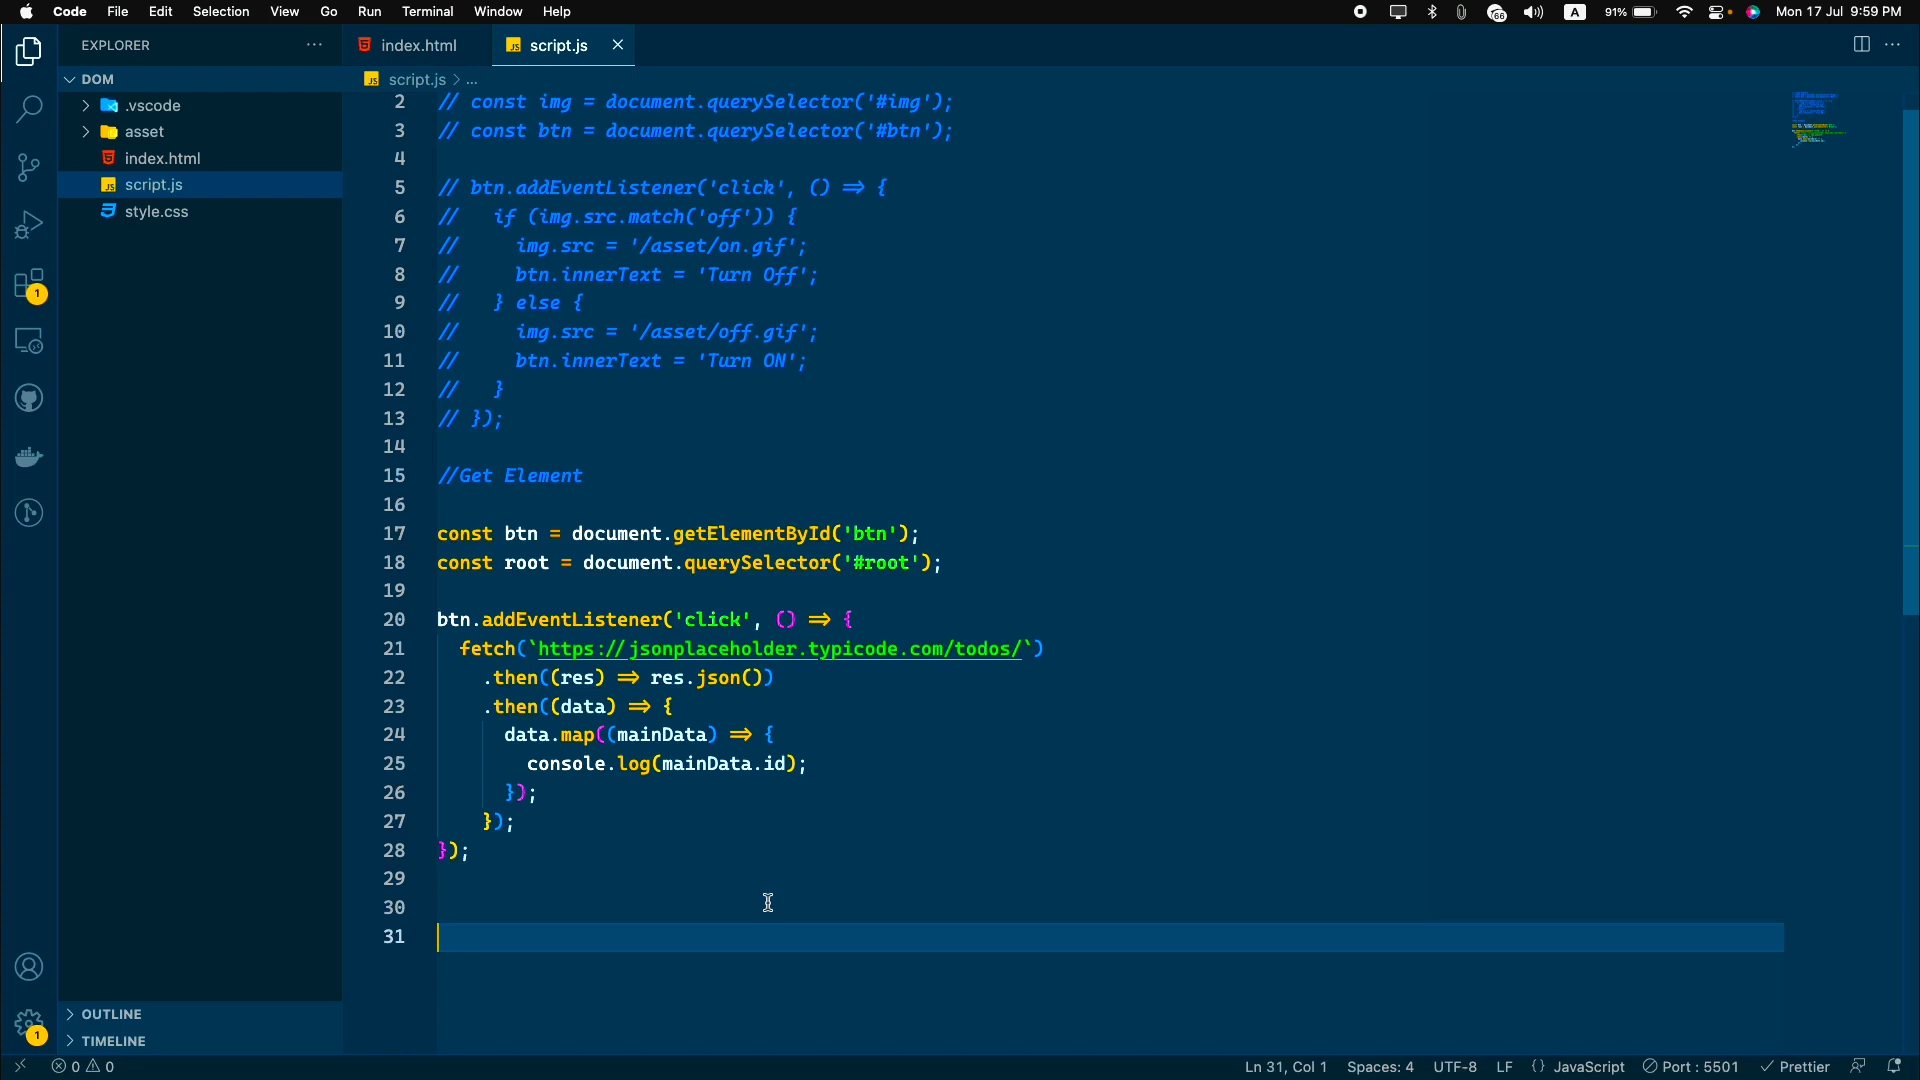 Code File Edit Selection View Go Run Terminal Window Help
66 A 91% Mon 17 Jul 9:59 PM
EXPLORER ...
DOM
.vscode
asset
index.html
script.js
style.css
OUTLINE
TIMELINE
1
1
index.html JS script.js ×
JS script.js > ...
2 // const img = document.querySelector('#img');
3 // const btn = document.querySelector('#btn');
4
5 // btn.addEventListener('click', () => {
6 //   if (img.src.match('off')) {
7 //     img.src = '/asset/on.gif';
8 //     btn.innerText = 'Turn Off';
9 //   } else {
10 //     img.src = '/asset/off.gif';
11 //     btn.innerText = 'Turn ON';
12 //   }
13 // });
14
15 //Get Element
16
17 const btn = document.getElementById('btn');
18 const root = document.querySelector('#root');
19
20 btn.addEventListener('click', () => {
21   fetch(`https://jsonplaceholder.typicode.com/todos/`)
22     .then((res) => res.json())
23     .then((data) => {
24       data.map((mainData) => {
25         console.log(mainData.id);
26       });
27     });
28 });
29
30
31
0 0 Ln 31, Col 1 Spaces: 4 UTF-8 LF {} JavaScript Port : 5501 Prettier